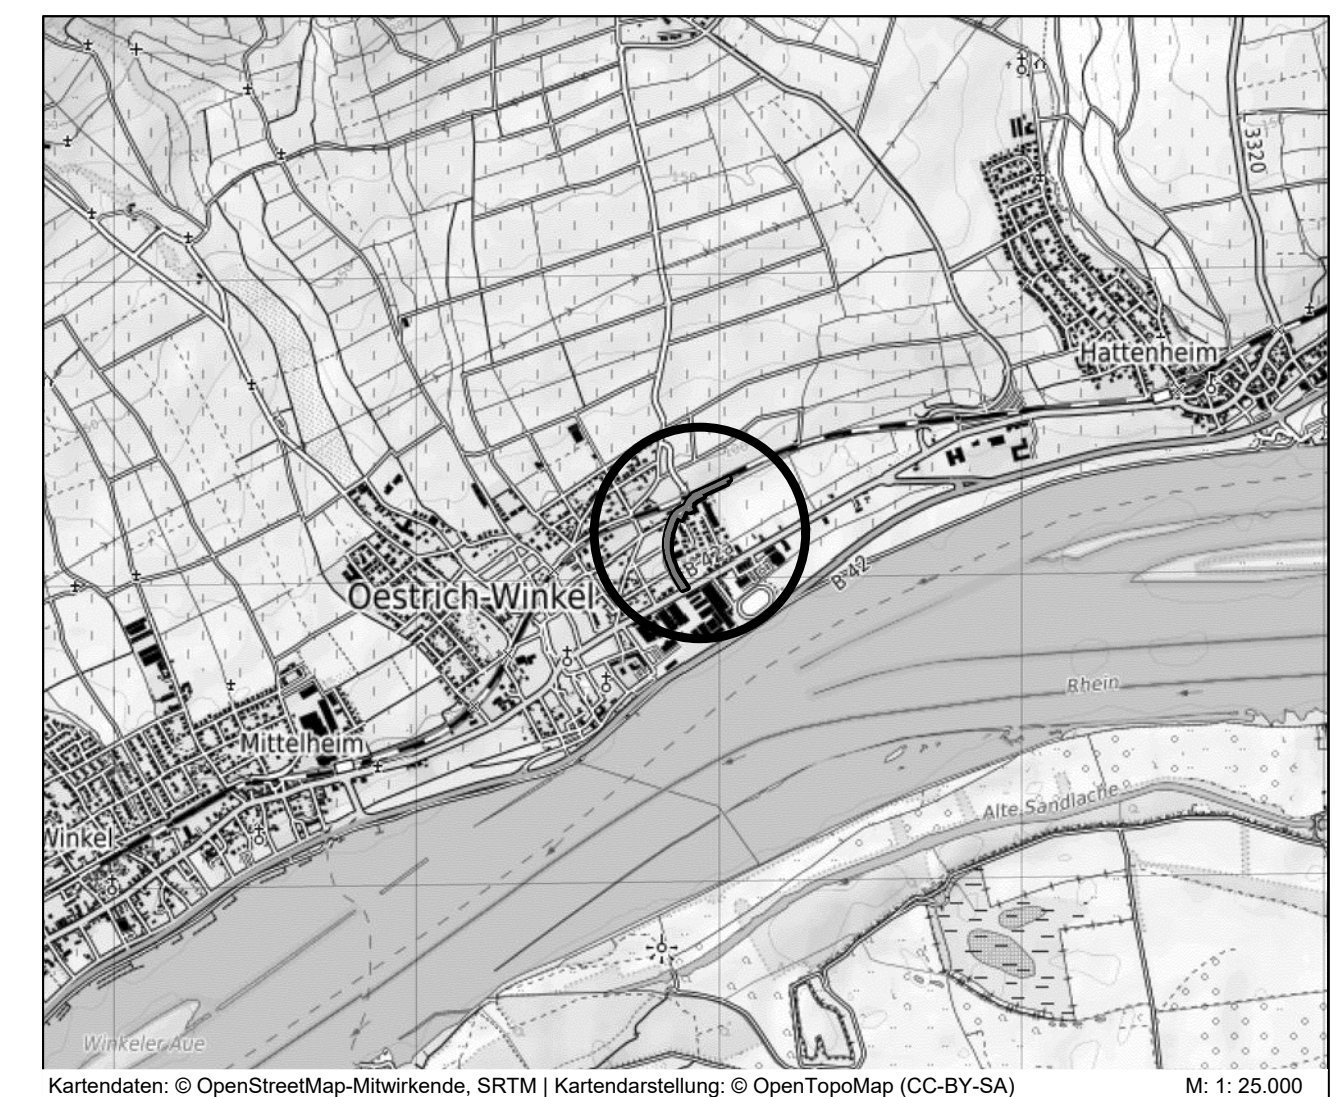 L 3320
150
Hattenheim
B 42a
B 42
Oestrich-Winkel
Rhein
Mittelheim
Alte Sandlache
Winkel
Winkeler Aue
Kartendaten: © OpenStreetMap-Mitwirkende, SRTM | Kartendarstellung: © OpenTopoMap (CC-BY-SA) M: 1: 25.000